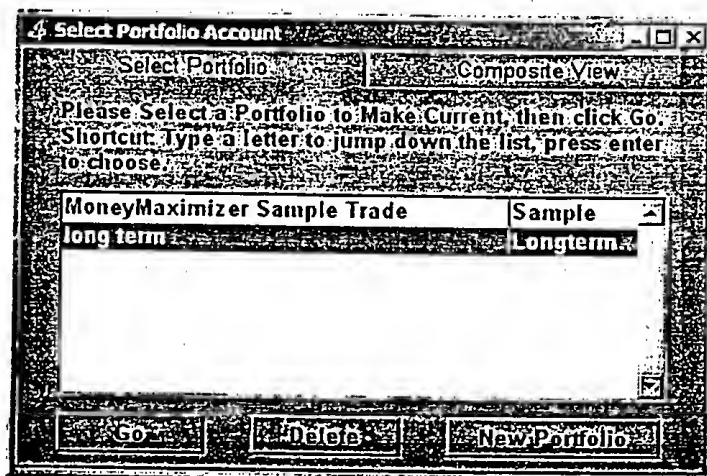 Select Portfolio Account
Select Portfolio Composite View
Please Select a Portfolio to Make Current, then click Go.
Shortcut: Type a letter to jump down the list, press enter
to choose.
MoneyMaximizer Sample Trade Sample
long term Longterm
Go Delete New Portfolio